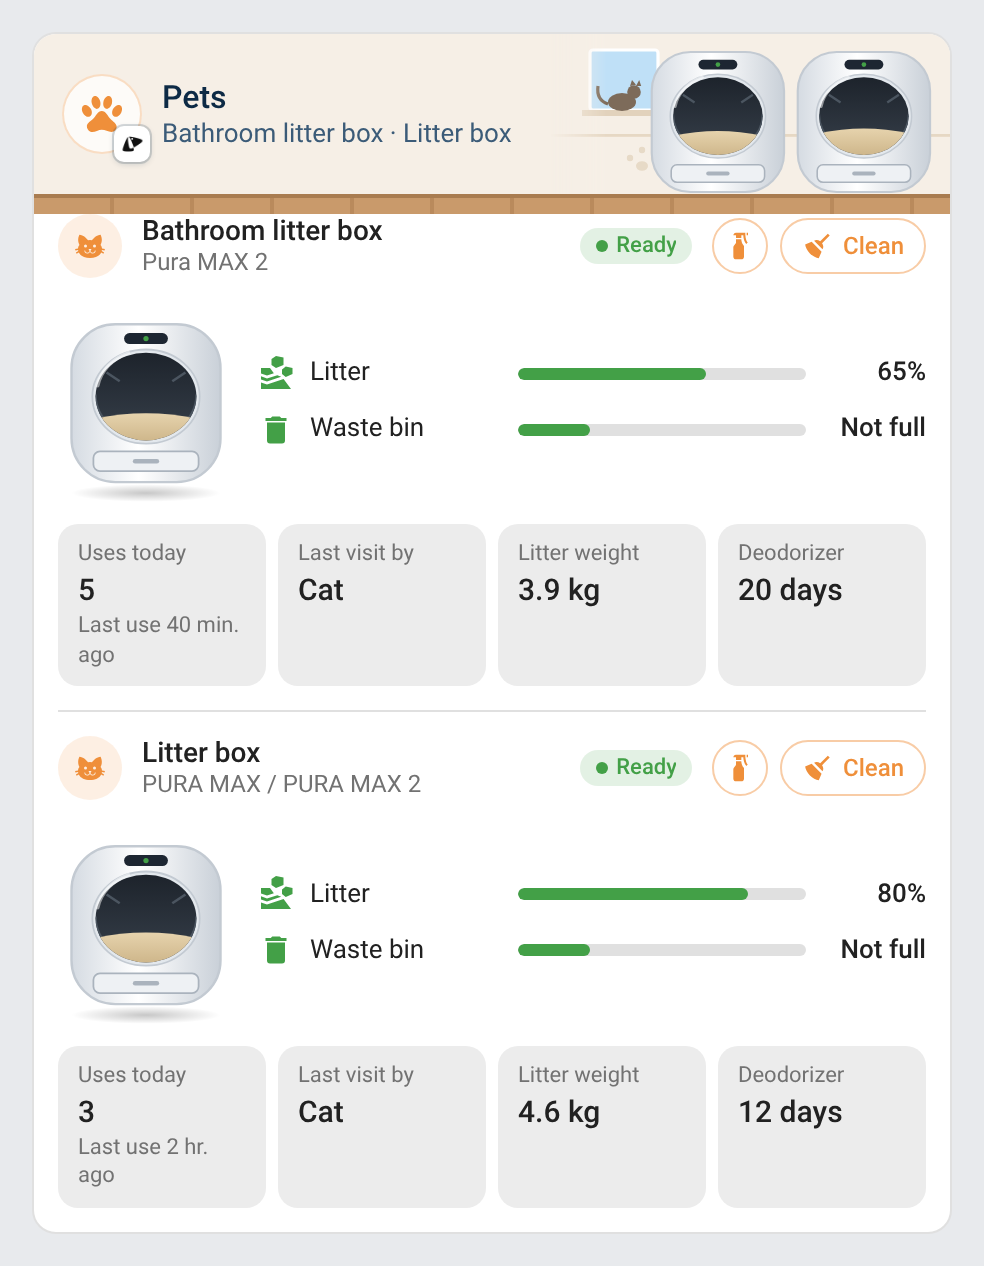 Pets
Bathroom litter box · Litter box
Bathroom litter box
Pura MAX 2
Ready
Clean
Litter
65%
Waste bin
Not full
Uses today
5
Last use 40 min.
ago
Last visit by
Cat
Litter weight
3.9 kg
Deodorizer
20 days
Litter box
PURA MAX / PURA MAX 2
Ready
Clean
Litter
80%
Waste bin
Not full
Uses today
3
Last use 2 hr.
ago
Last visit by
Cat
Litter weight
4.6 kg
Deodorizer
12 days